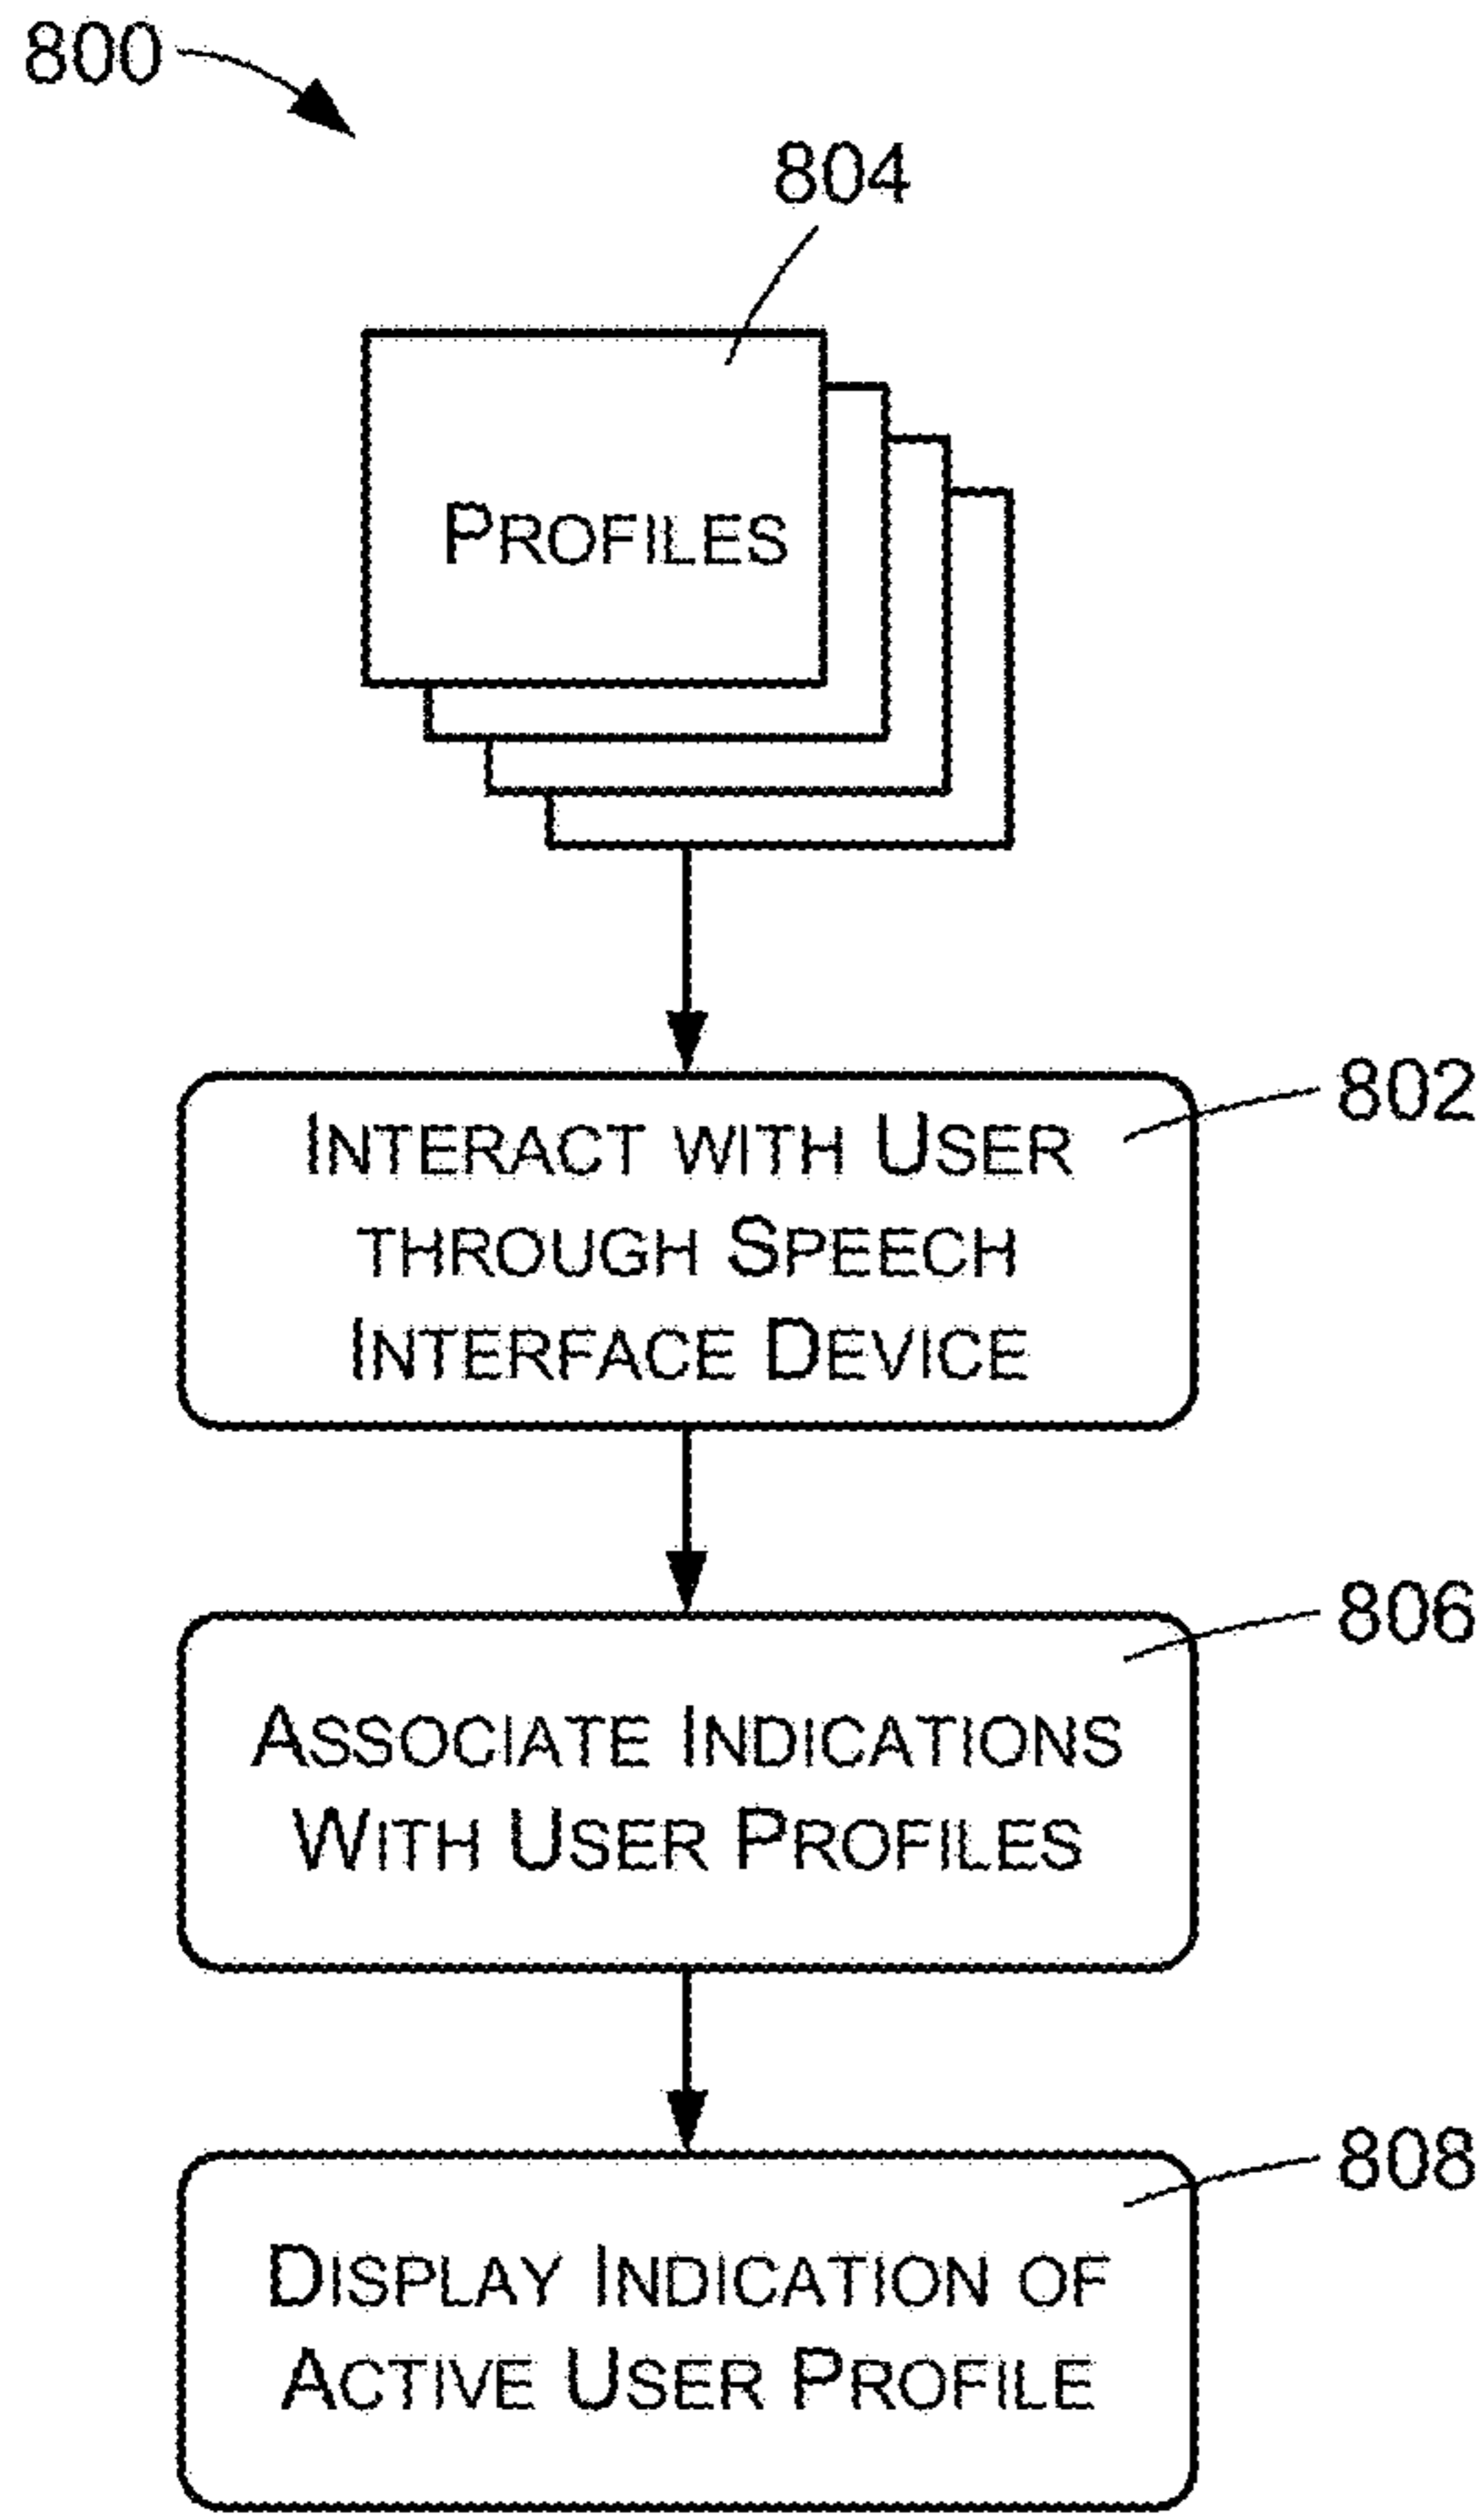 800
804
PROFILES
802
INTERACT WITH USER
THROUGH SPEECH
INTERFACE DEVICE
806
ASSOCIATE INDICATIONS
WITH USER PROFILES
808
DISPLAY INDICATION OF
ACTIVE USER PROFILE